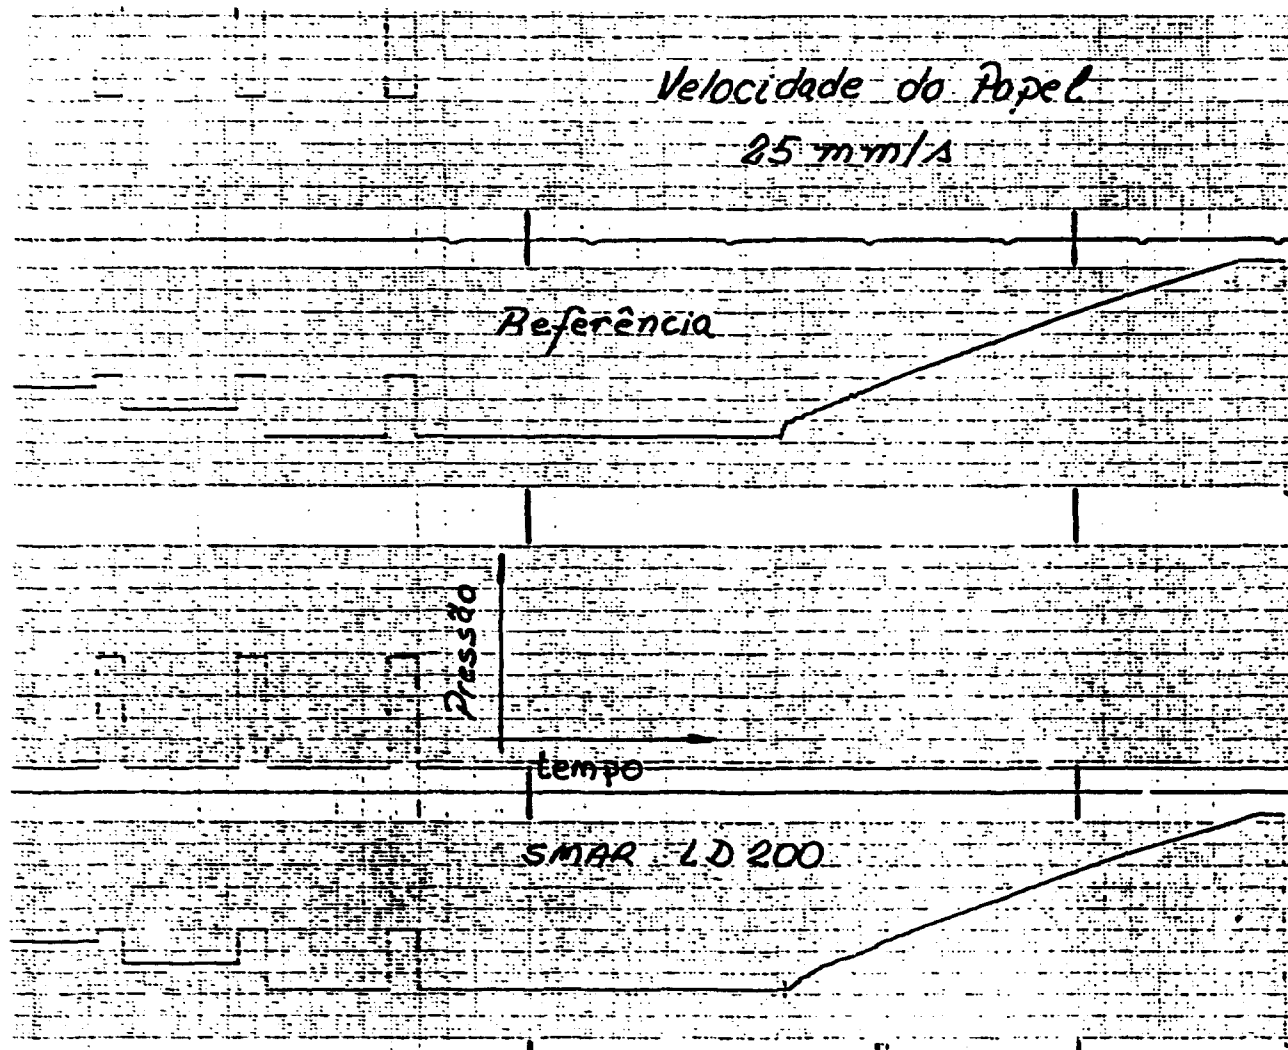 Velocidade do Papel
25 mm/s
Referência
Pressão
tempo
SMAR LD 200